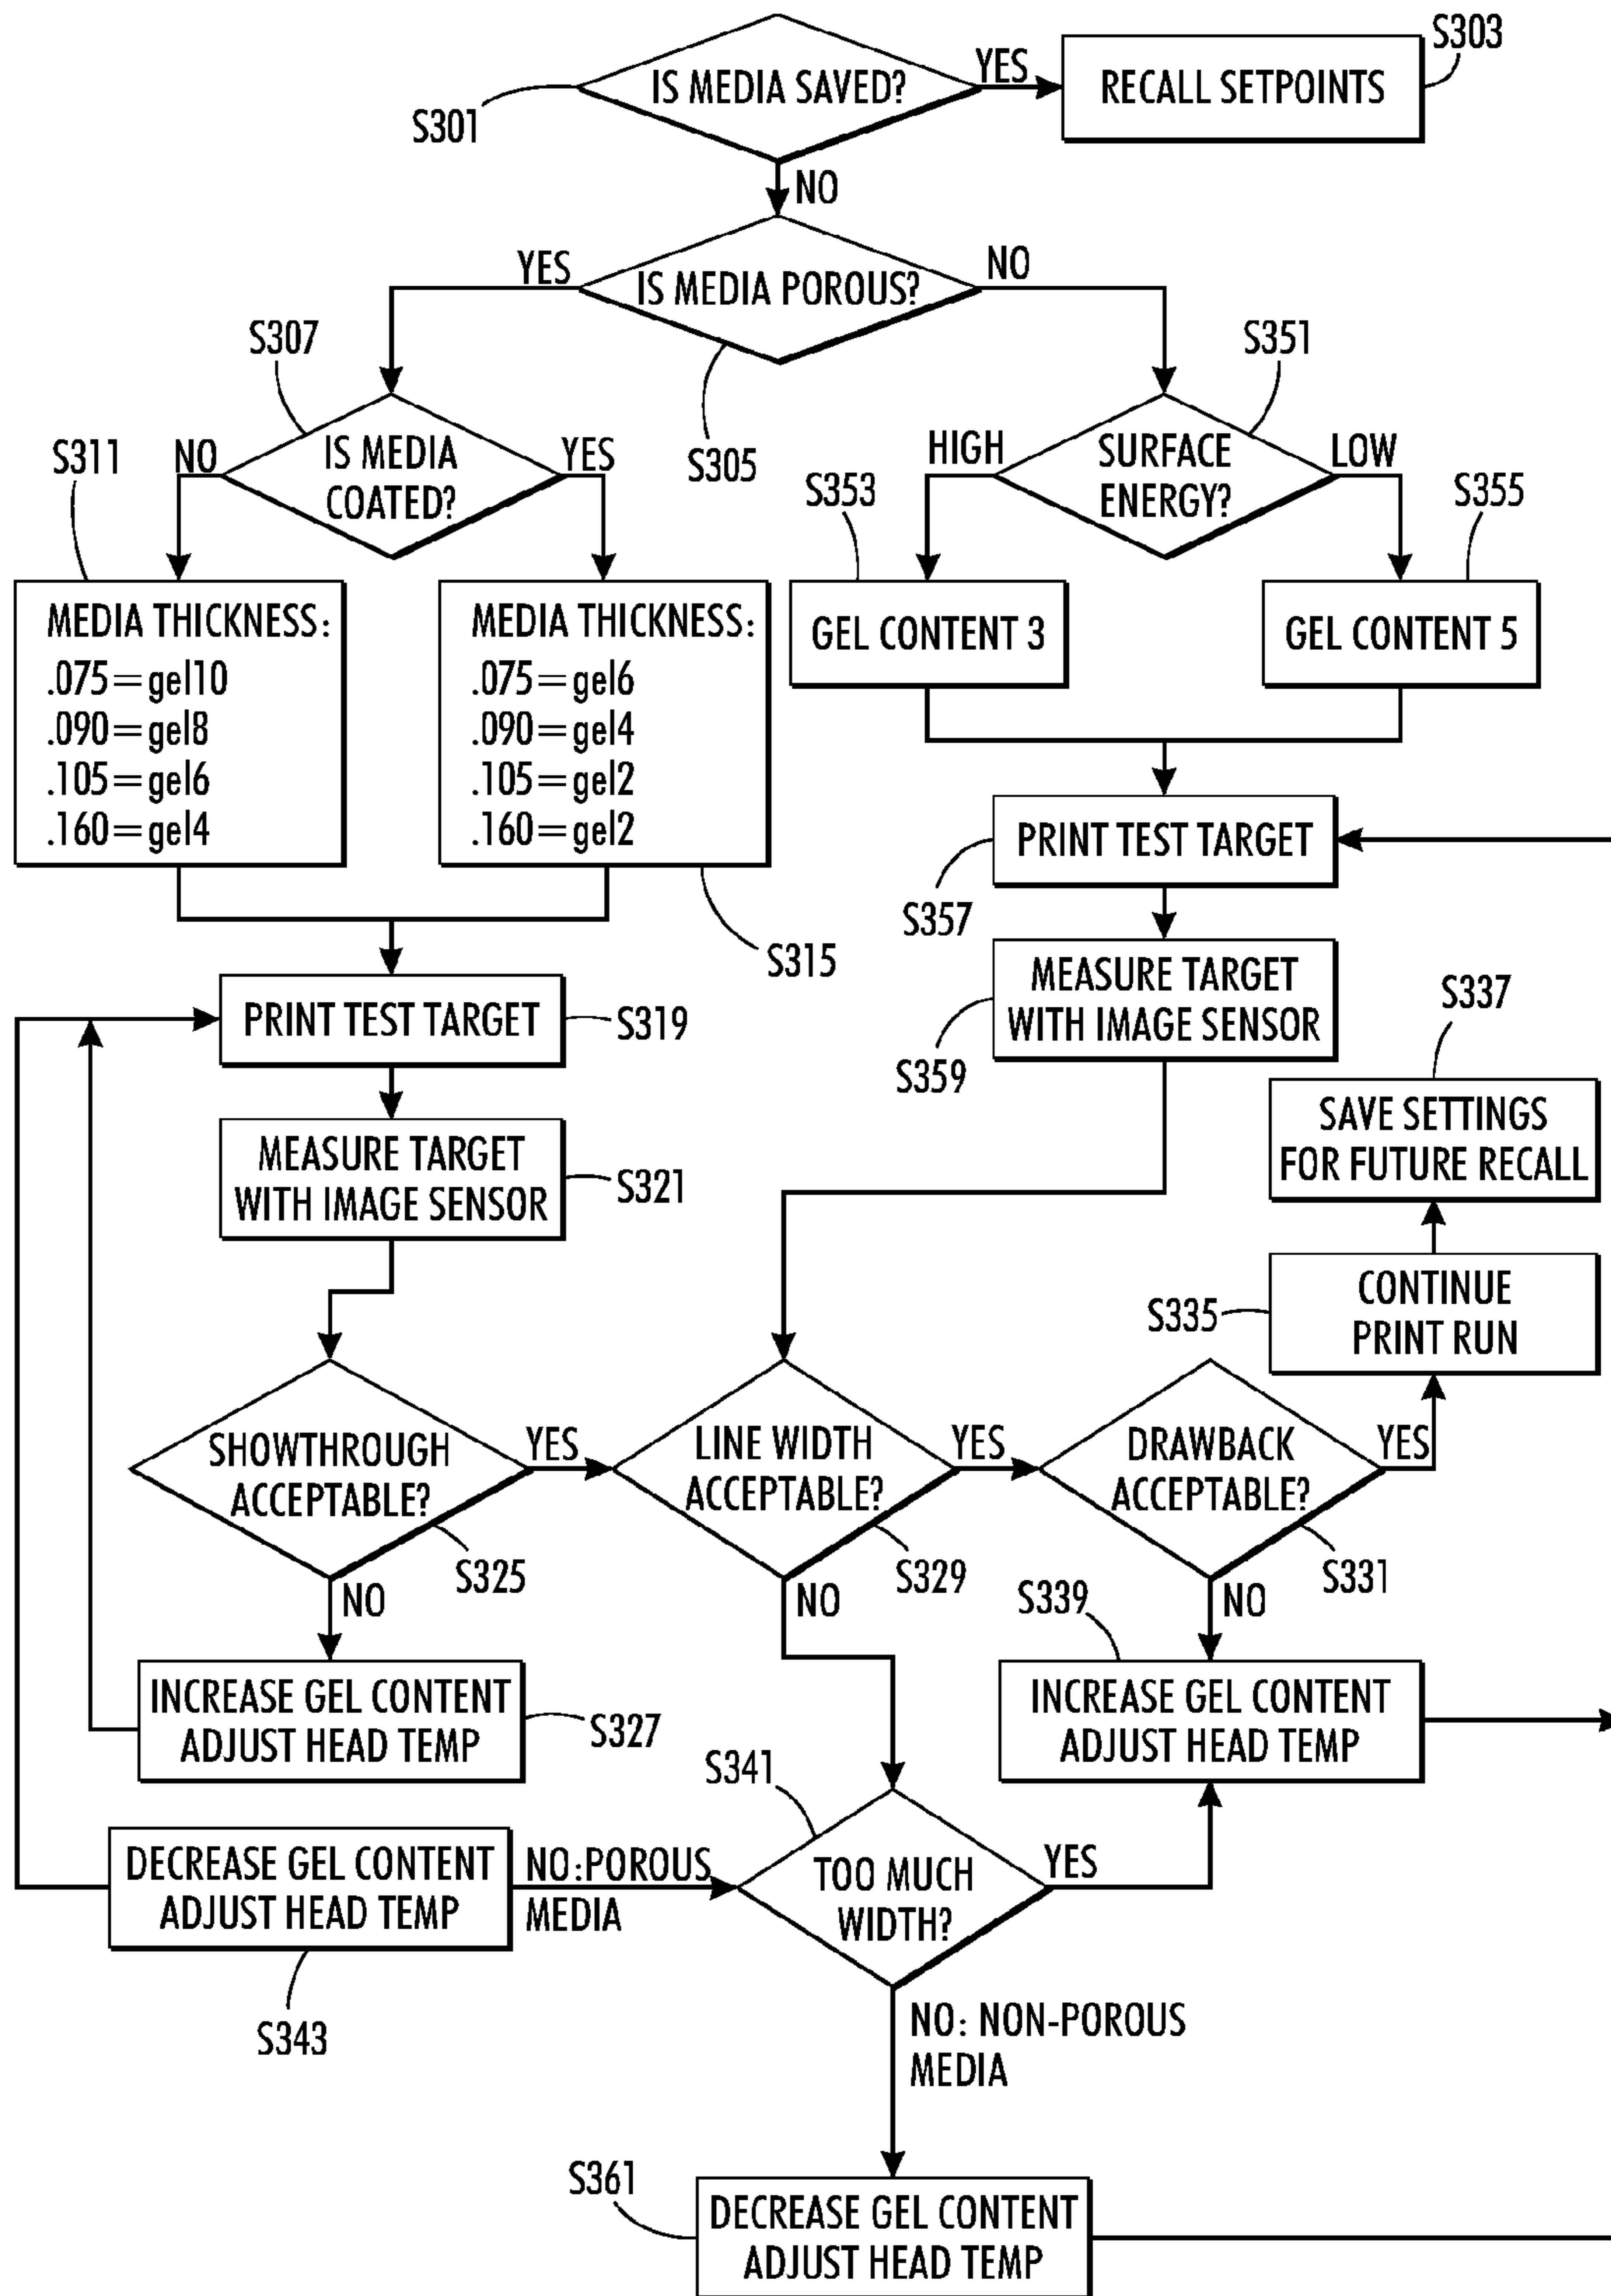 IS MEDIA SAVED?
S301
YES
RECALL SETPOINTS
S303
NO
IS MEDIA POROUS?
S305
YES
NO
S307
IS MEDIA
COATED?
NO
YES
S351
SURFACE
ENERGY?
HIGH
LOW
S311
MEDIA THICKNESS:
.075=gel10
.090=gel8
.105=gel6
.160=gel4
MEDIA THICKNESS:
.075=gel6
.090=gel4
.105=gel2
.160=gel2
S315
S353
GEL CONTENT 3
S355
GEL CONTENT 5
PRINT TEST TARGET
S357
MEASURE TARGET
WITH IMAGE SENSOR
S359
PRINT TEST TARGET
S319
MEASURE TARGET
WITH IMAGE SENSOR
S321
S337
SAVE SETTINGS
FOR FUTURE RECALL
S335
CONTINUE
PRINT RUN
SHOWTHROUGH
ACCEPTABLE?
S325
YES
NO
LINE WIDTH
ACCEPTABLE?
S329
YES
NO
DRAWBACK
ACCEPTABLE?
S331
YES
NO
INCREASE GEL CONTENT
ADJUST HEAD TEMP
S327
S339
INCREASE GEL CONTENT
ADJUST HEAD TEMP
S341
TOO MUCH
WIDTH?
YES
NO:POROUS
MEDIA
DECREASE GEL CONTENT
ADJUST HEAD TEMP
S343
NO: NON-POROUS
MEDIA
S361
DECREASE GEL CONTENT
ADJUST HEAD TEMP